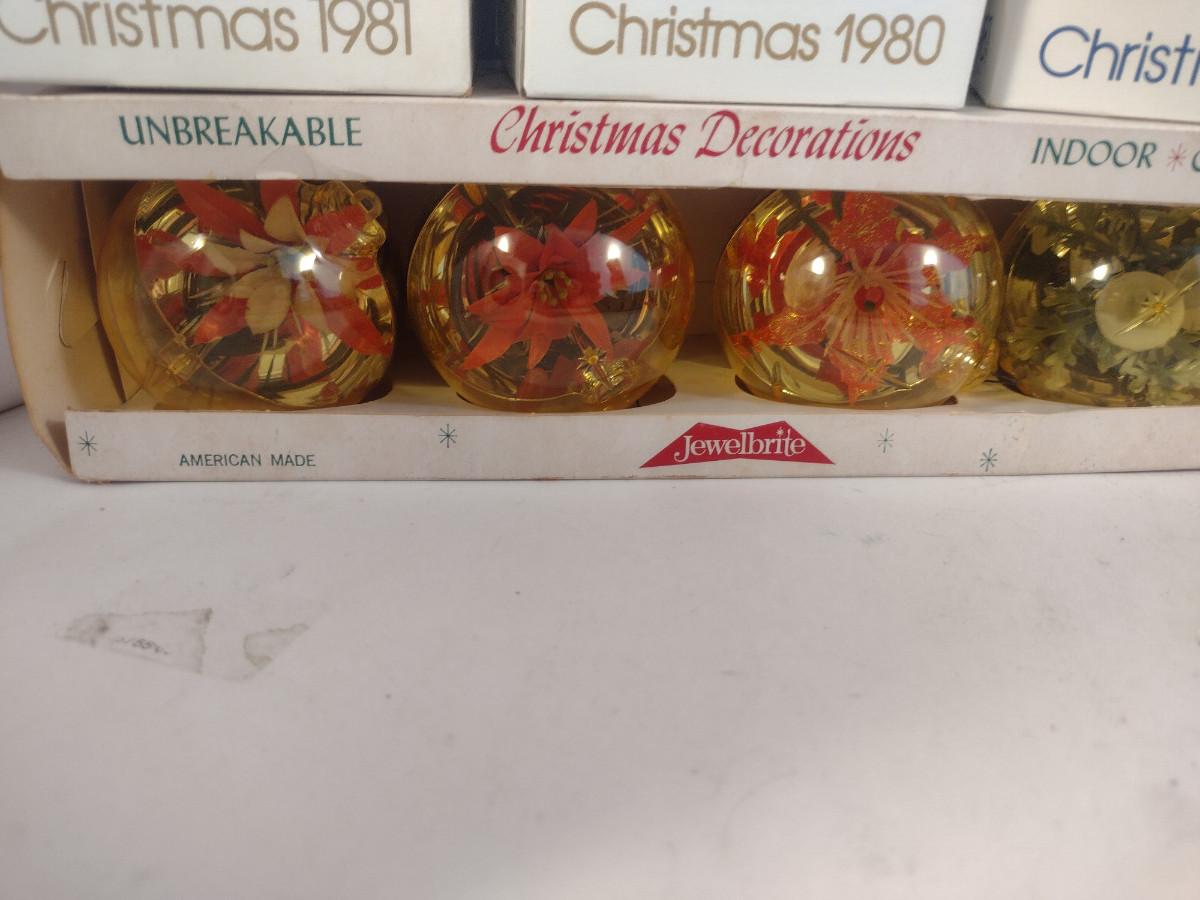 Christmas 1981
Christmas 1980
UNBREAKABLE
Christmas Decorations
INDOOR
AMERICAN MADE
Jewelbrite